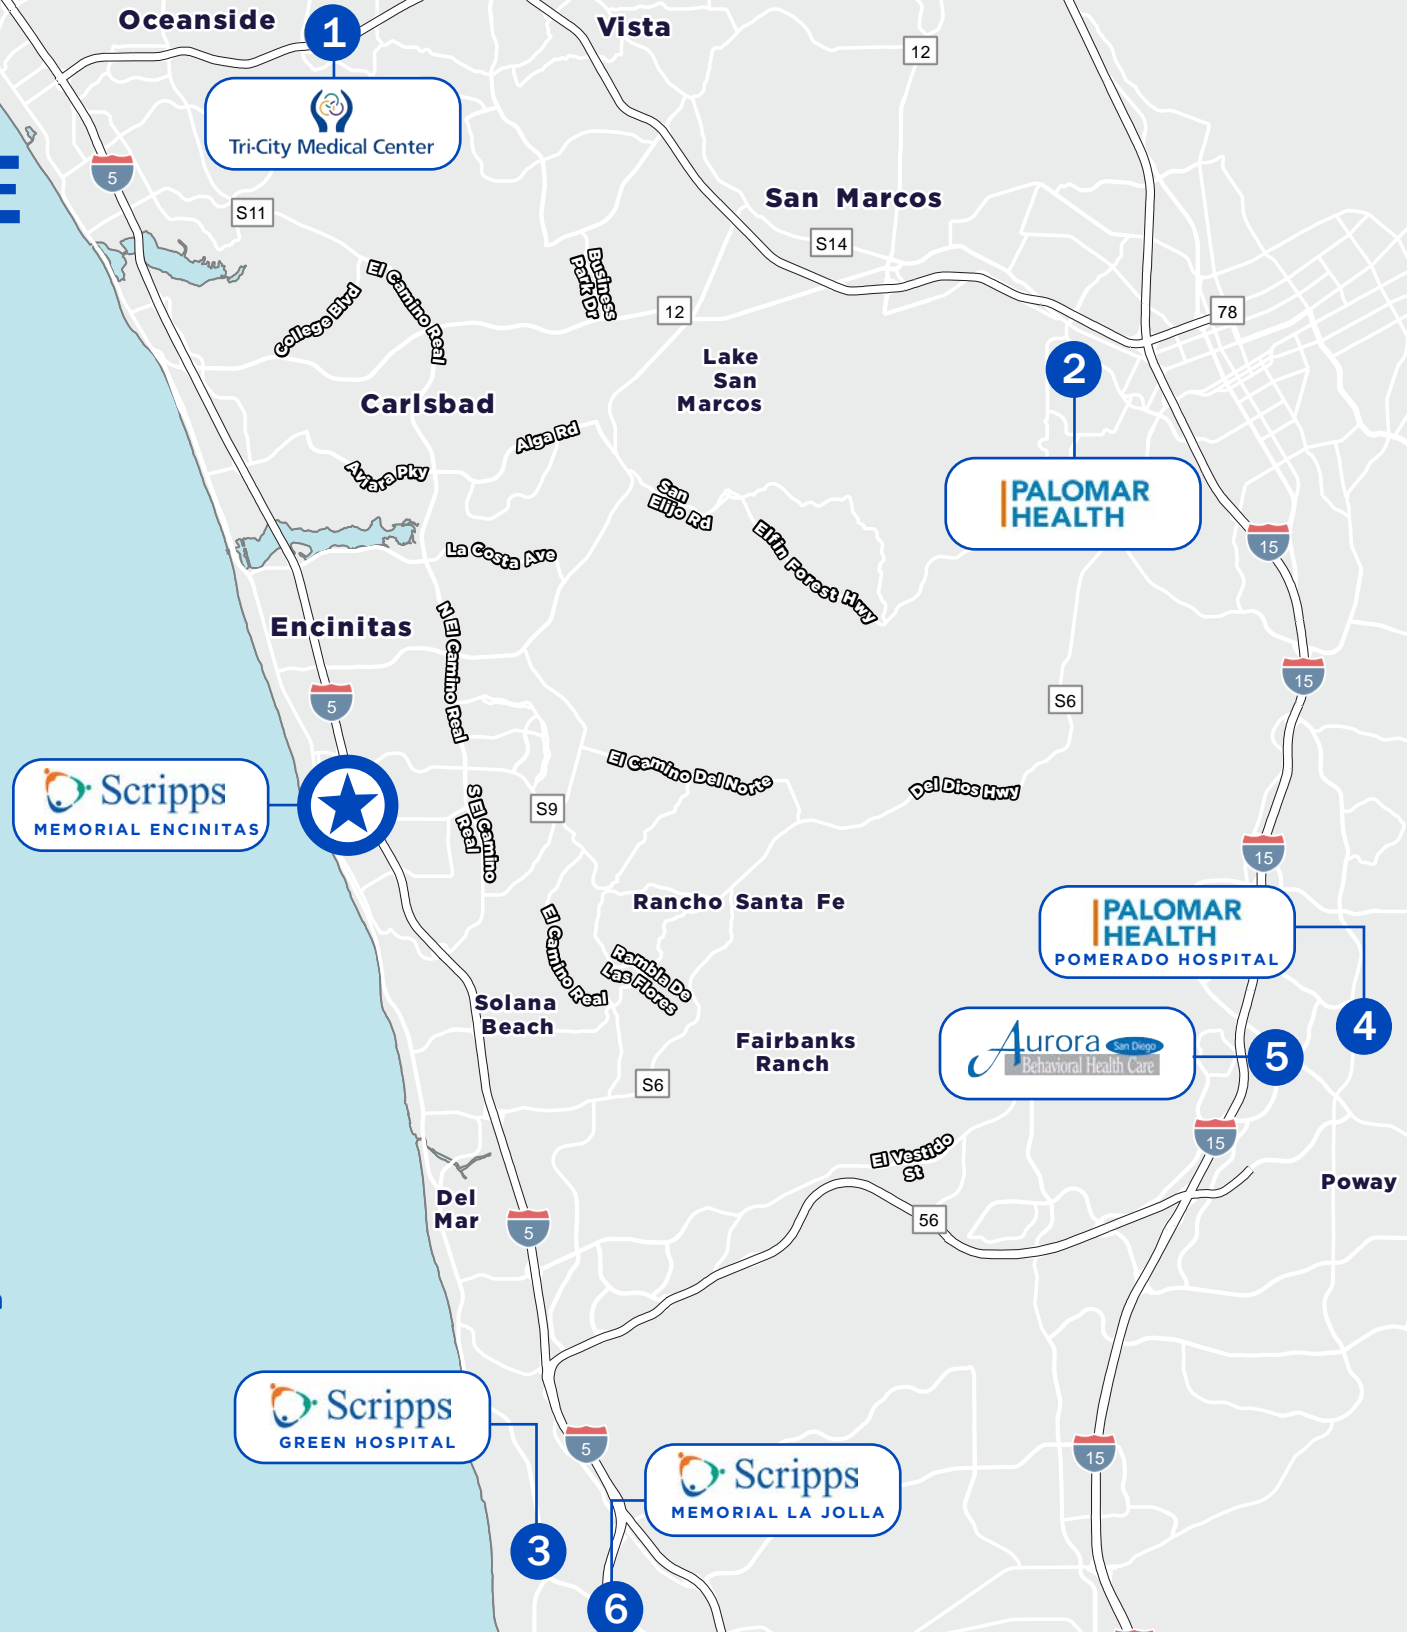 Oceanside
1
Vista
12
Tri-City Medical Center
5
S11
San Marcos
S14
El Camino Real
College Blvd
Business
Park Dr
12
78
Lake
San
Marcos
2
Carlsbad
Alga Rd
Aviara Pky
San
Elijo Rd
PALOMAR
HEALTH
Elfin Forest Hwy
15
La Costa Ave
Encinitas
N El Camino Real
15
5
S6
Scripps
MEMORIAL ENCINITAS
El Camino Del Norte
Del Dios Hwy
S El Camino
Real
S9
15
Rancho Santa Fe
PALOMAR
HEALTH
POMERADO HOSPITAL
El Camino Real
Rambla De
Las Flores
Solana
Beach
4
Fairbanks
Ranch
Aurora San Diego
Behavioral Health Care
5
S6
15
El Vestido
St
Poway
Del
Mar
56
5
Scripps
GREEN HOSPITAL
5
15
Scripps
MEMORIAL LA JOLLA
3
6